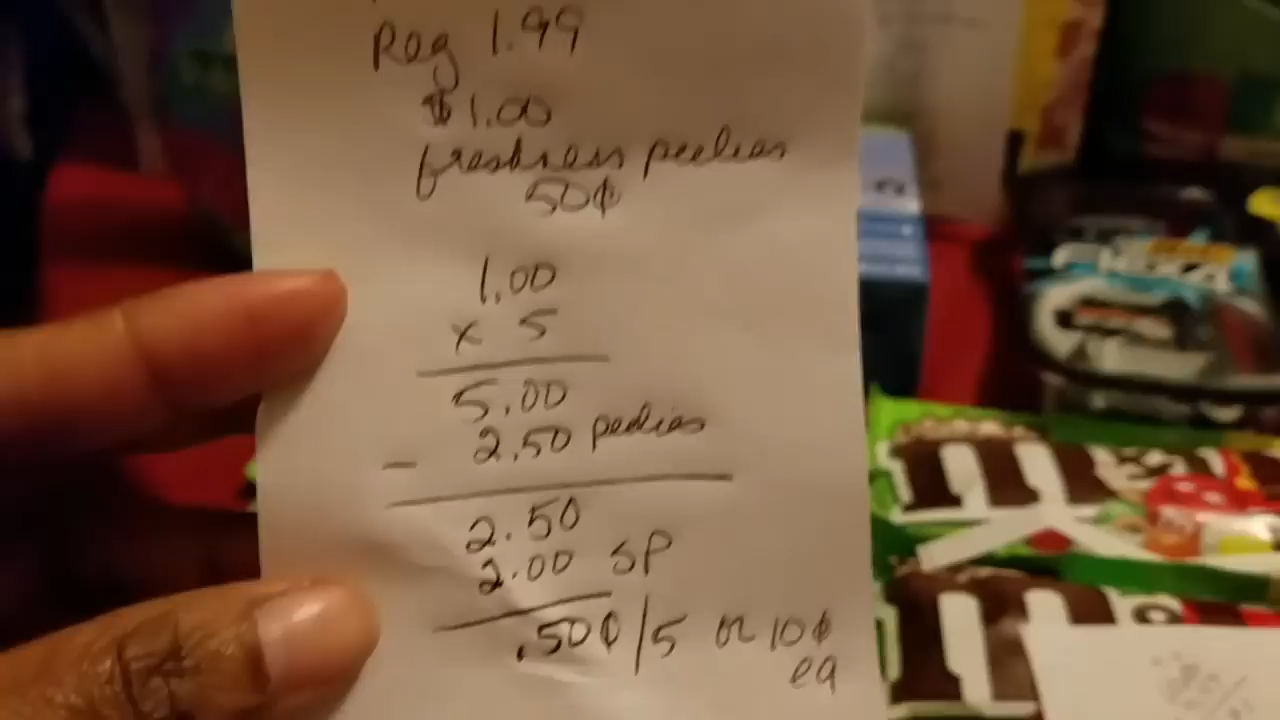 Reg 1.99
$1.00
freshness peelies
50¢
1.00
x 5
5.00
- 2.50 peelies
2.50
2.00 SP
.50¢/5 or 10¢
ea
m
m